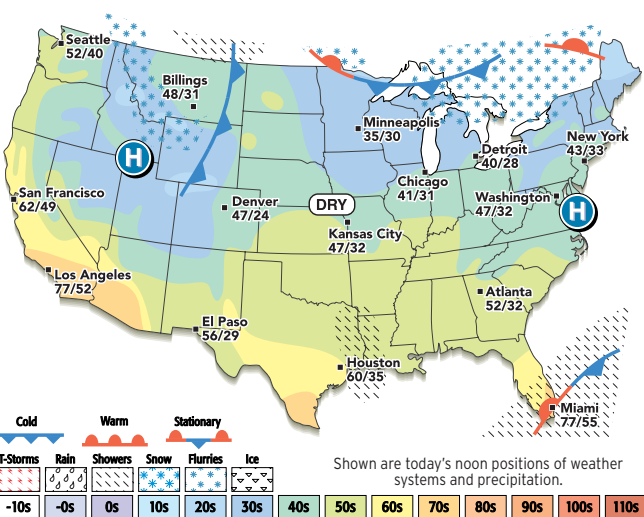 Seattle
52/40
Billings
48/31
Minneapolis
35/30
New York
43/33
Detroit
40/28
H
Chicago
41/31
San Francisco
62/49
Denver
47/24
DRY
Washington
47/32
H
Kansas City
47/32
Los Angeles
77/52
Atlanta
52/32
El Paso
56/29
Houston
60/35
Miami
77/55
Cold Warm Stationary
T-Storms Rain Showers Snow Flurries Ice
Shown are today's noon positions of weather
systems and precipitation.
-10s -0s 0s 10s 20s 30s 40s 50s 60s 70s 80s 90s 100s 110s